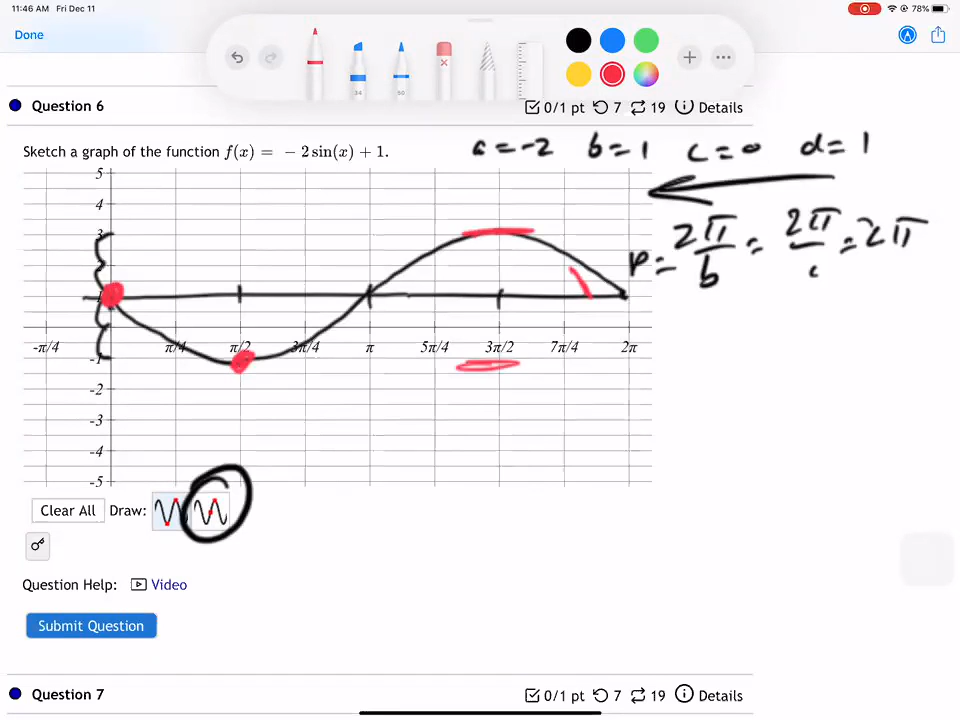 11:46 AM Fri Dec 11
78%
Done
34
50
Question 6
0/1 pt 7 19 Details
Sketch a graph of the function f(x) = − 2 sin(x) + 1.
a = -2 b = 1 c = 0 d = 1
P = 2π/b = 2π/1 = 2π
5
4
3
2
1
-π/4 π/4 π/2 3π/4 π 5π/4 3π/2 7π/4 2π
-1
-2
-3
-4
-5
Clear All Draw:
Question Help: Video
Submit Question
Question 7
0/1 pt 7 19 Details